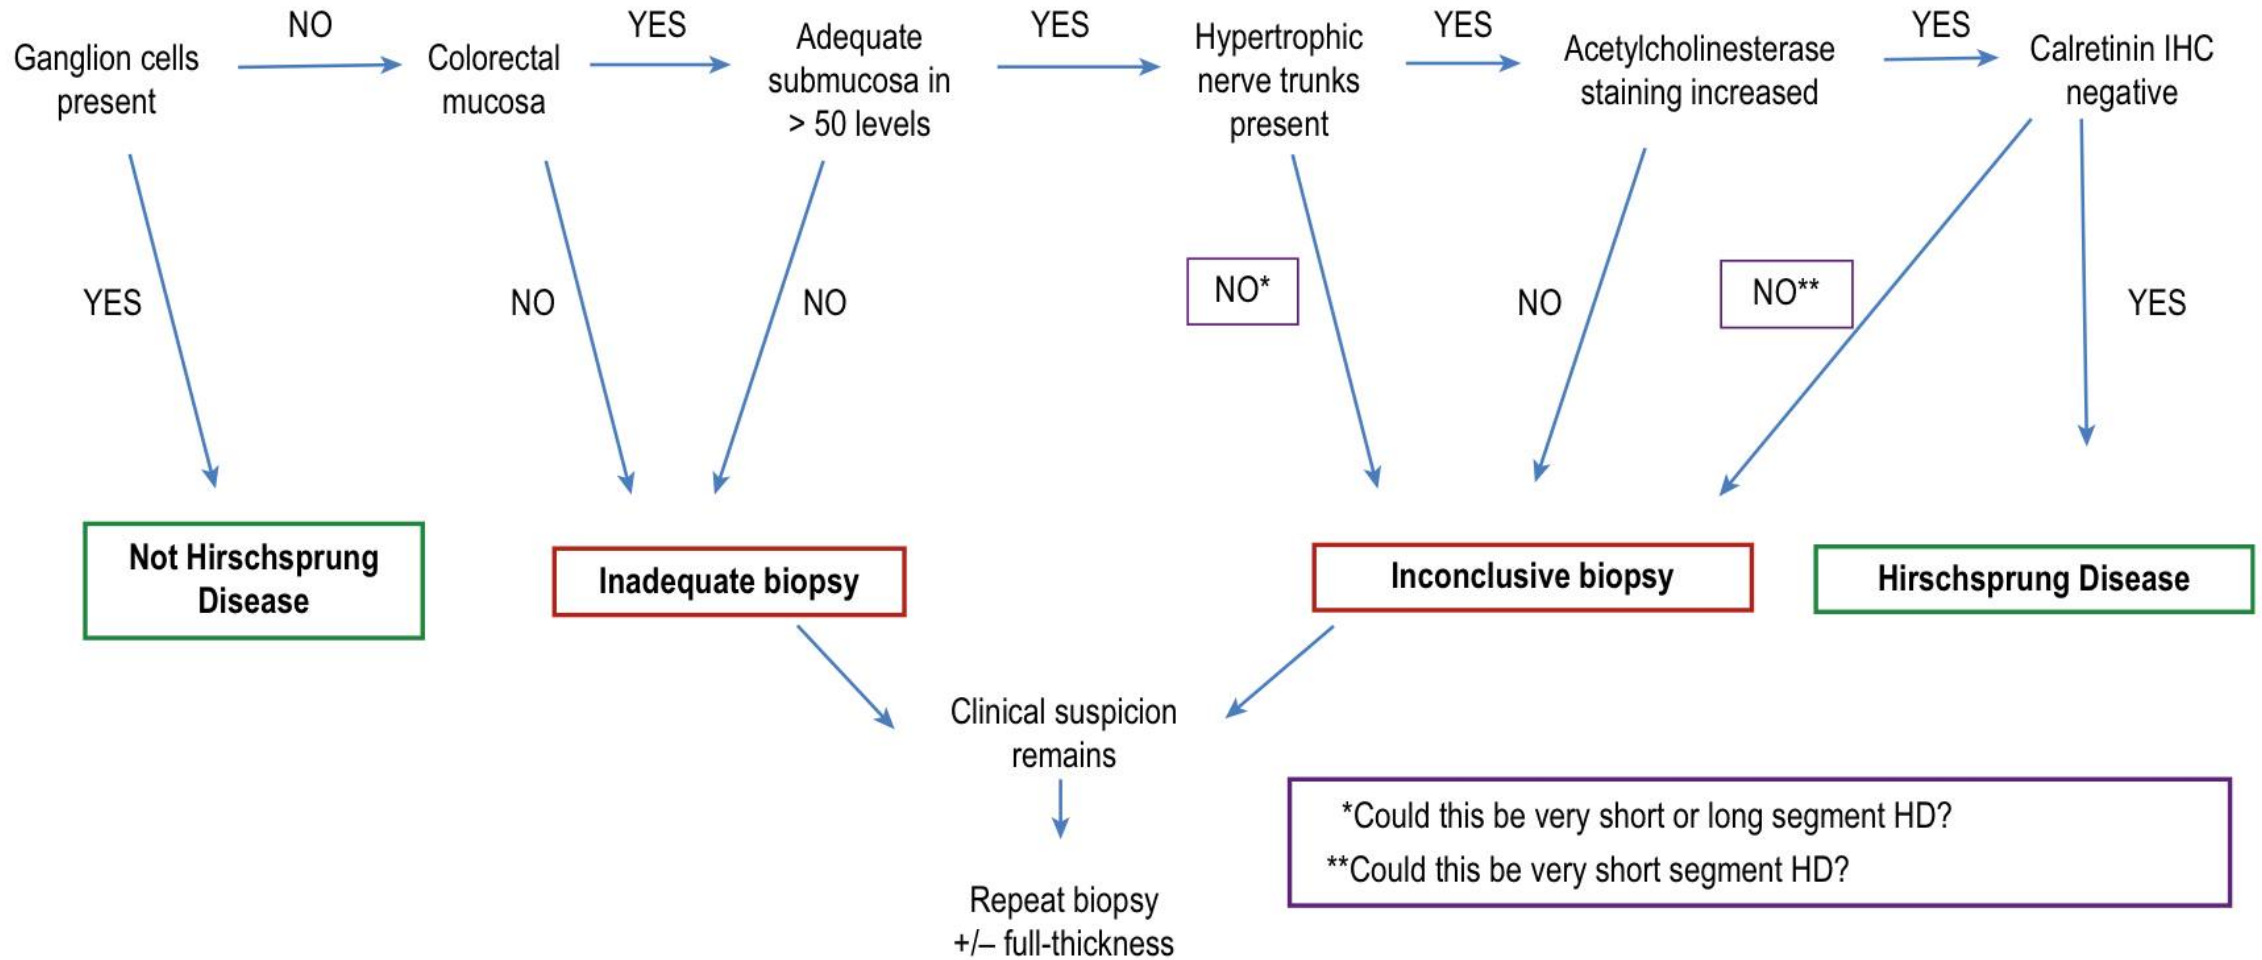 Ganglion cells
present
NO
Colorectal
mucosa
YES
Adequate
submucosa in
> 50 levels
YES
Hypertrophic
nerve trunks
present
YES
Acetylcholinesterase
staining increased
YES
Calretinin IHC
negative
YES
NO
NO
NO*
NO
NO**
YES
Not Hirschsprung
Disease
Inadequate biopsy
Inconclusive biopsy
Hirschsprung Disease
Clinical suspicion
remains
Repeat biopsy
+/– full-thickness
*Could this be very short or long segment HD?
**Could this be very short segment HD?